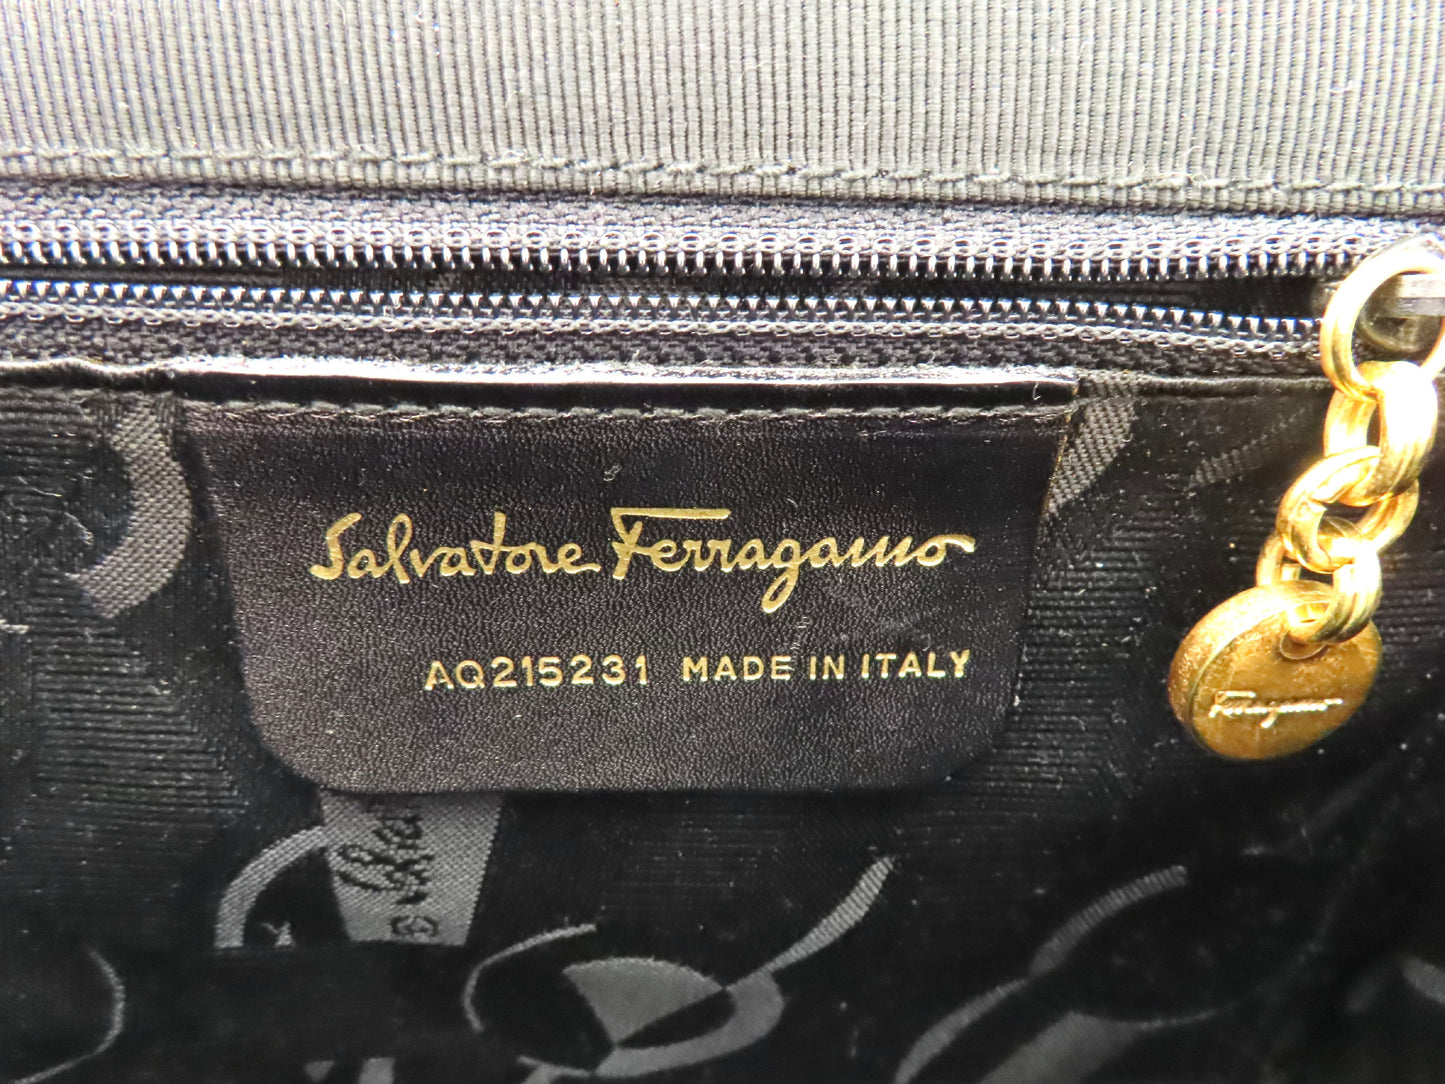 Salvatore Ferragamo
AQ215231 MADE IN ITALY
Ferragamo